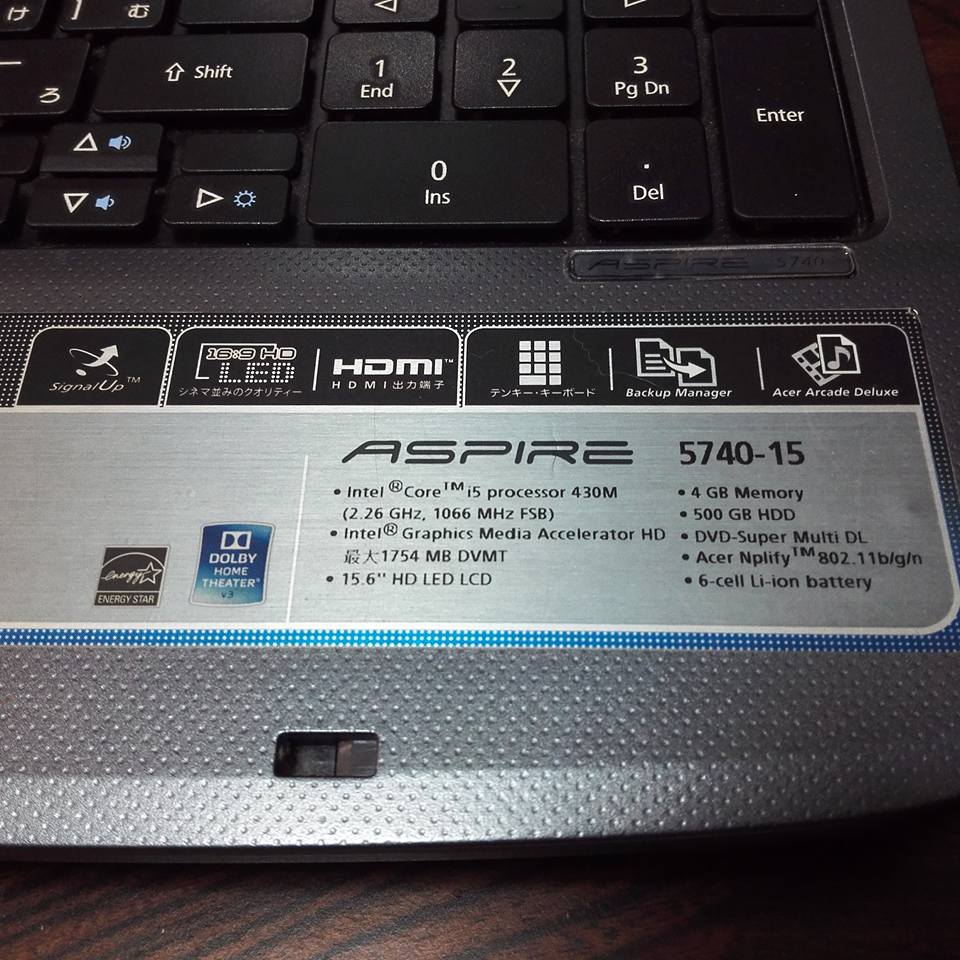 け
] む
ろ
⇧ Shift
1
End
2
3
Pg Dn
Enter
0
Ins
.
Del
ASPIRE 5740
SignalUp™
16:9 HD
LED
シネマ並みのクオリティー
HDMI™
HDMI出力端子
テンキー・キーボード
Backup Manager
Acer Arcade Deluxe
ASPIRE 5740-15
• Intel®Core™i5 processor 430M
(2.26 GHz, 1066 MHz FSB)
• Intel® Graphics Media Accelerator HD
最大1754 MB DVMT
• 15.6'' HD LED LCD
• 4 GB Memory
• 500 GB HDD
• DVD-Super Multi DL
• Acer Nplify™802.11b/g/n
• 6-cell Li-ion battery
energy
ENERGY STAR
DOLBY
HOME
THEATER®
v3